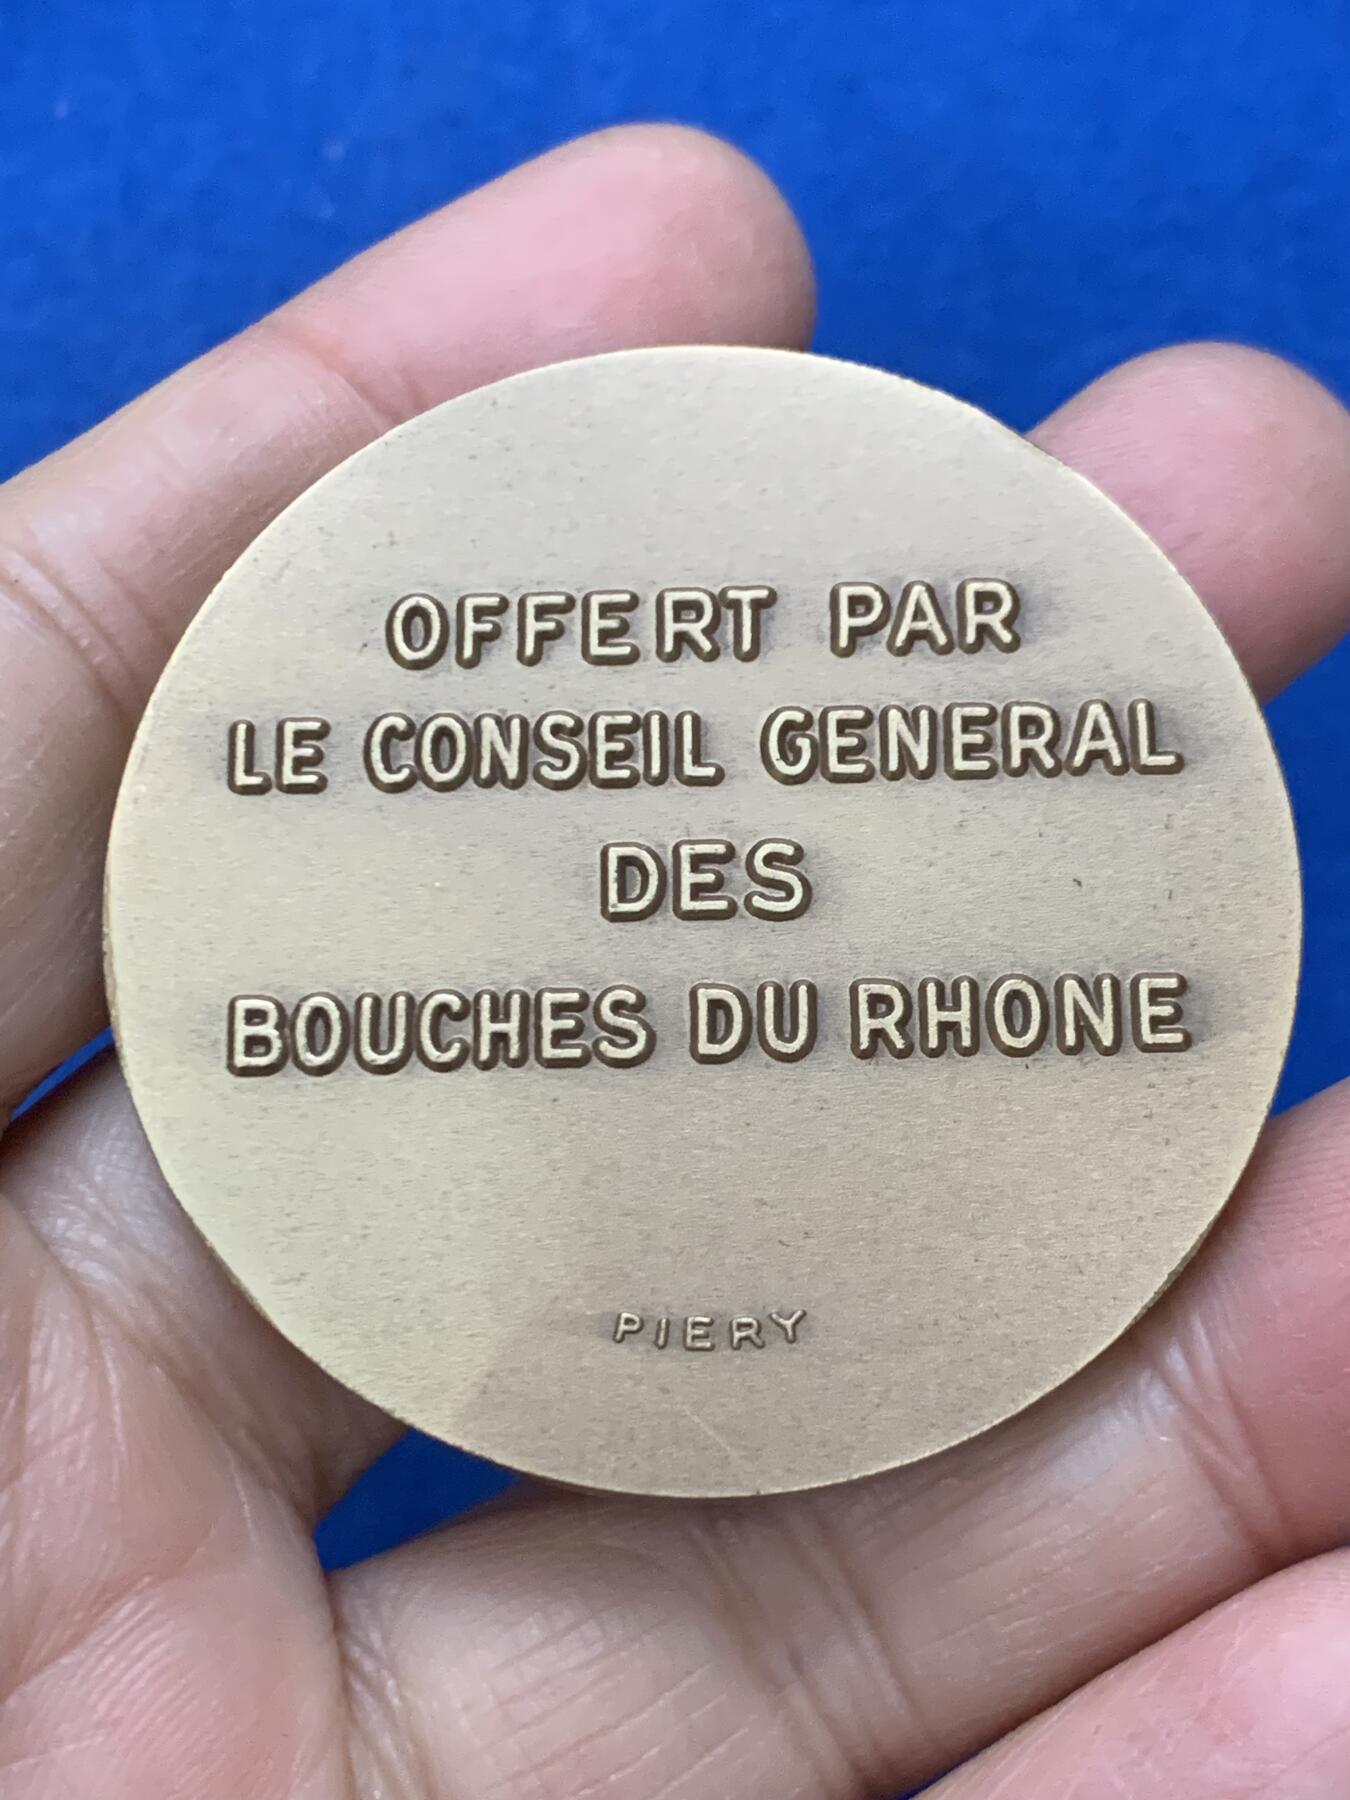 OFFERT PAR
LE CONSEIL GENERAL
DES
BOUCHES DU RHONE
PIERY